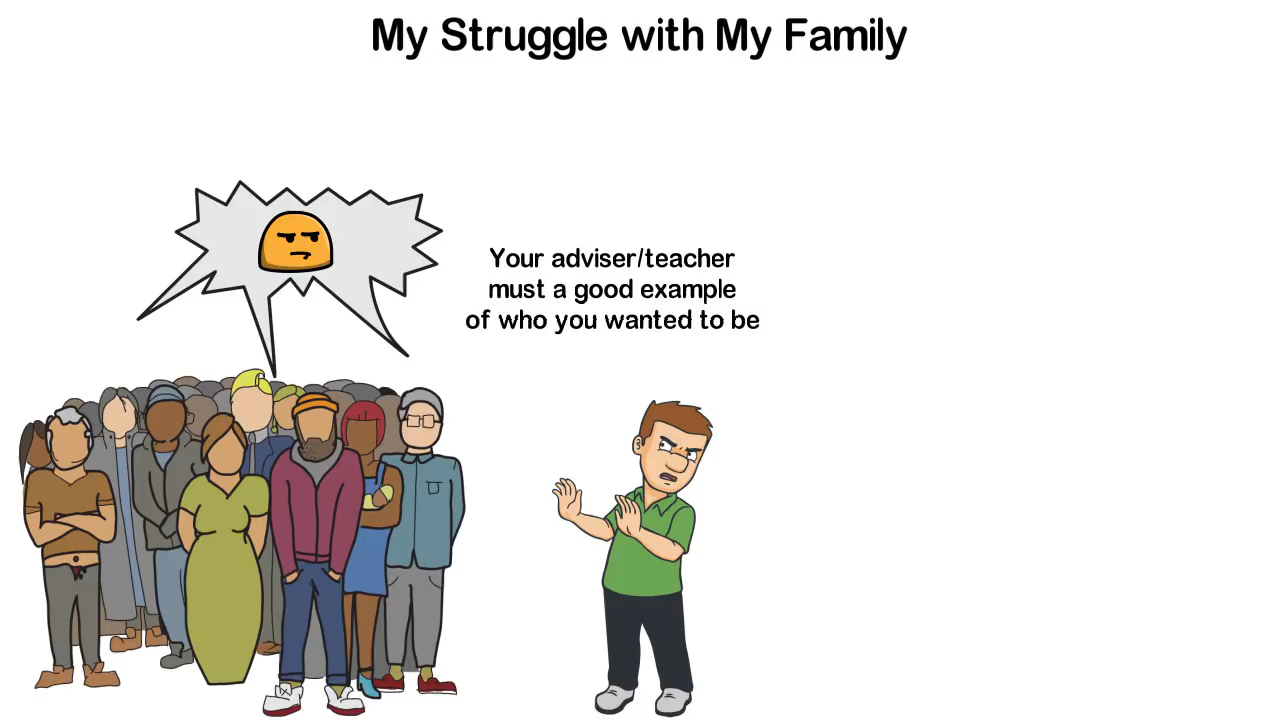 My Struggle with My Family
Your adviser/teacher
must a good example
of who you wanted to be